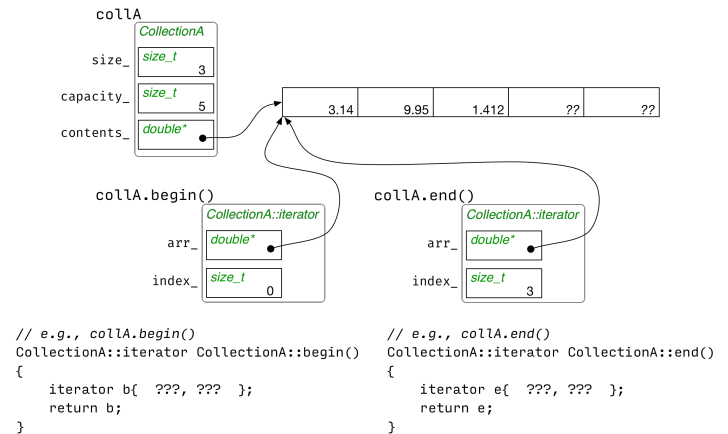 collA
CollectionA
size_ size_t 3
capacity_ size_t 5
contents_ double*
3.14 9.95 1.412 ?? ??
collA.begin()
CollectionA::iterator
arr_ double*
index_ size_t 0
collA.end()
CollectionA::iterator
arr_ double*
index_ size_t 3
// e.g., collA.begin()
CollectionA::iterator CollectionA::begin()
{
    iterator b{  ???, ???  };
    return b;
}
// e.g., collA.end()
CollectionA::iterator CollectionA::end()
{
    iterator e{  ???, ???  };
    return e;
}